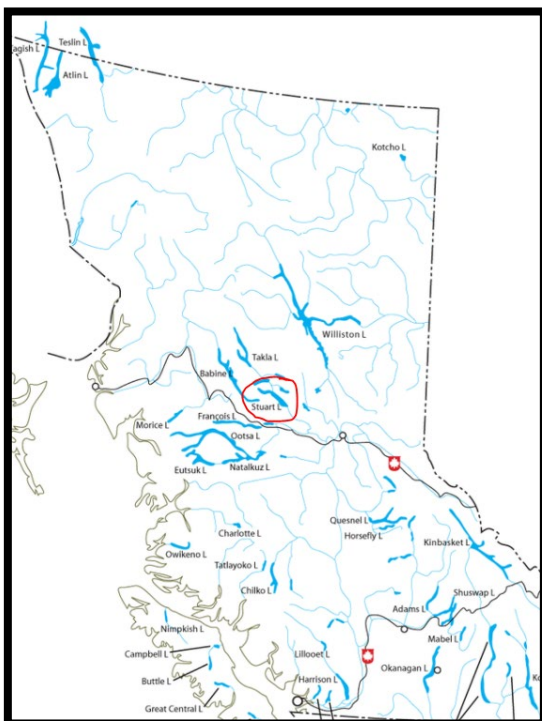 Teslin L
agish L
Atlin L
Kotcho L
Williston L
Takla L
Babine L
Stuart L
François L
Morice L
Ootsa L
Eutsuk L
Natalkuz L
Quesnel L
Horsefly L
Charlotte L
Kinbasket L
Owikeno L
Tatlayoko L
Chilko L
Shuswap L
Adams L
Nimpkish L
Mabel L
Campbell L
Lillooet L
Okanagan L
Buttle L
Harrison L
Ko
Great Central L